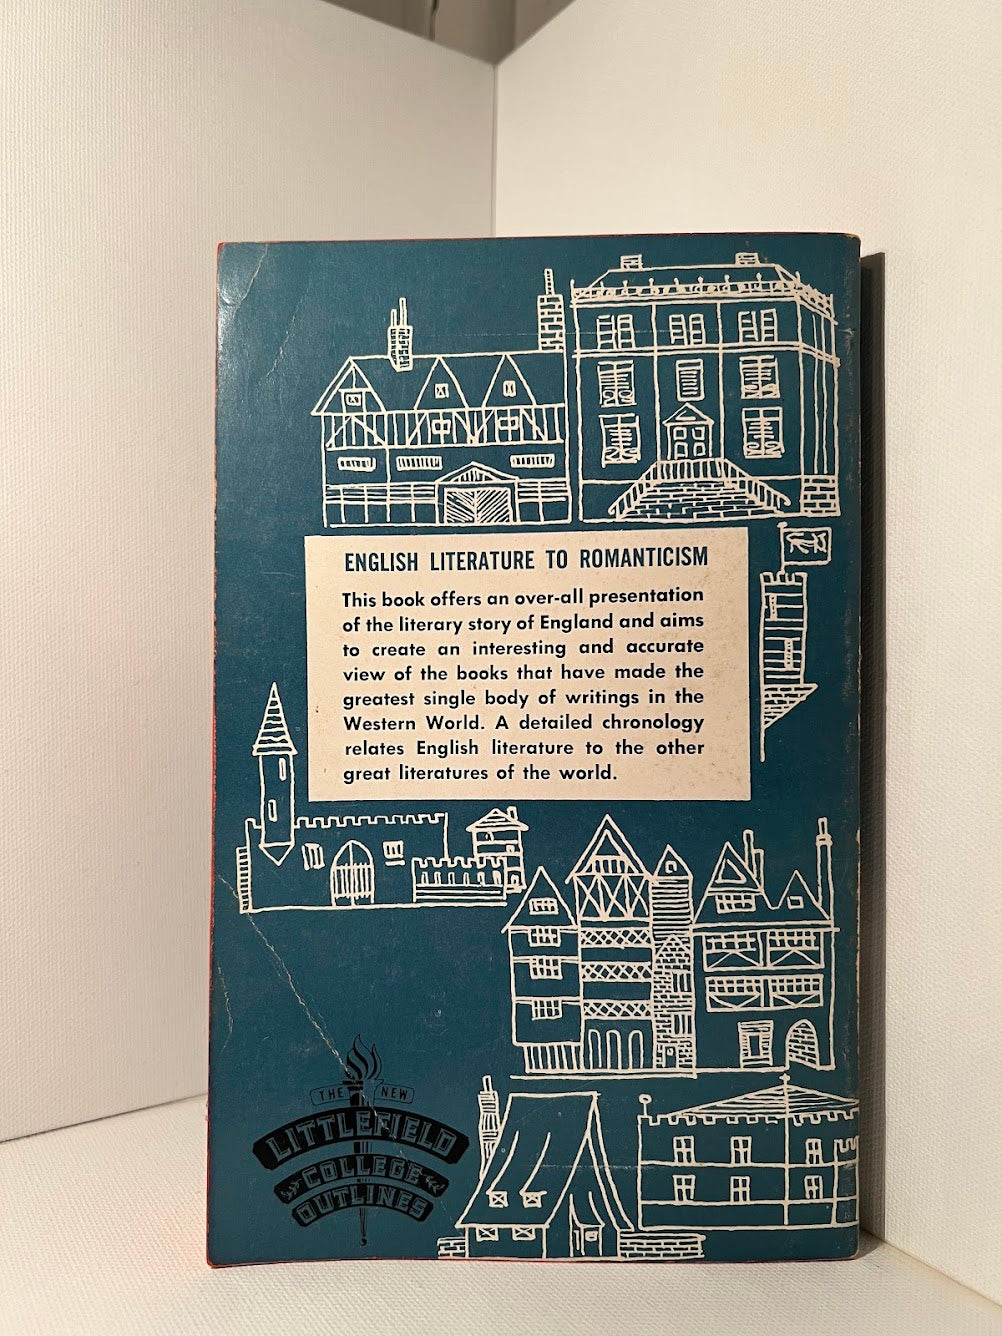 ENGLISH LITERATURE TO ROMANTICISM
This book offers an over-all presentation
of the literary story of England and aims
to create an interesting and accurate
view of the books that have made the
greatest single body of writings in the
Western World. A detailed chronology
relates English literature to the other
great literatures of the world.
THE NEW
LITTLEFIELD
COLLEGE
OUTLINES